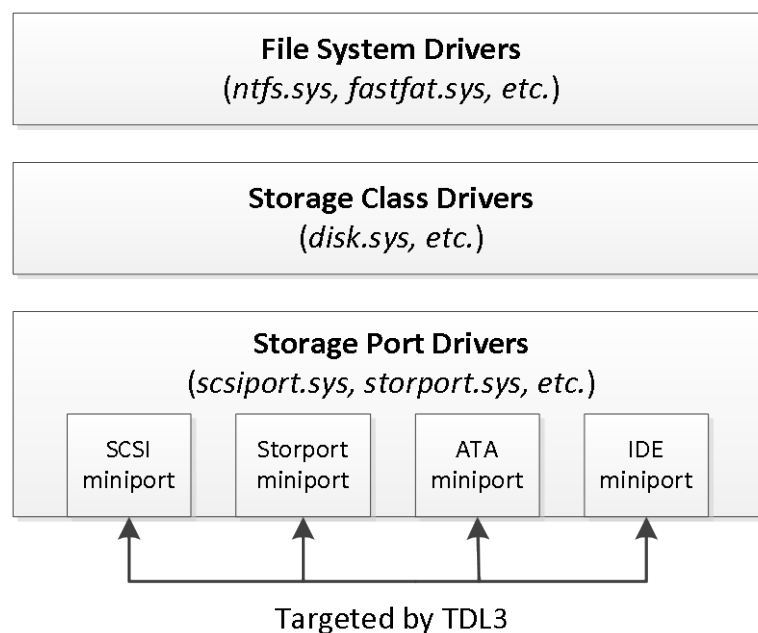 File System Drivers
(ntfs.sys, fastfat.sys, etc.)
Storage Class Drivers
(disk.sys, etc.)
Storage Port Drivers
(scsiport.sys, storport.sys, etc.)
SCSI
miniport
Storport
miniport
ATA
miniport
IDE
miniport
Targeted by TDL3